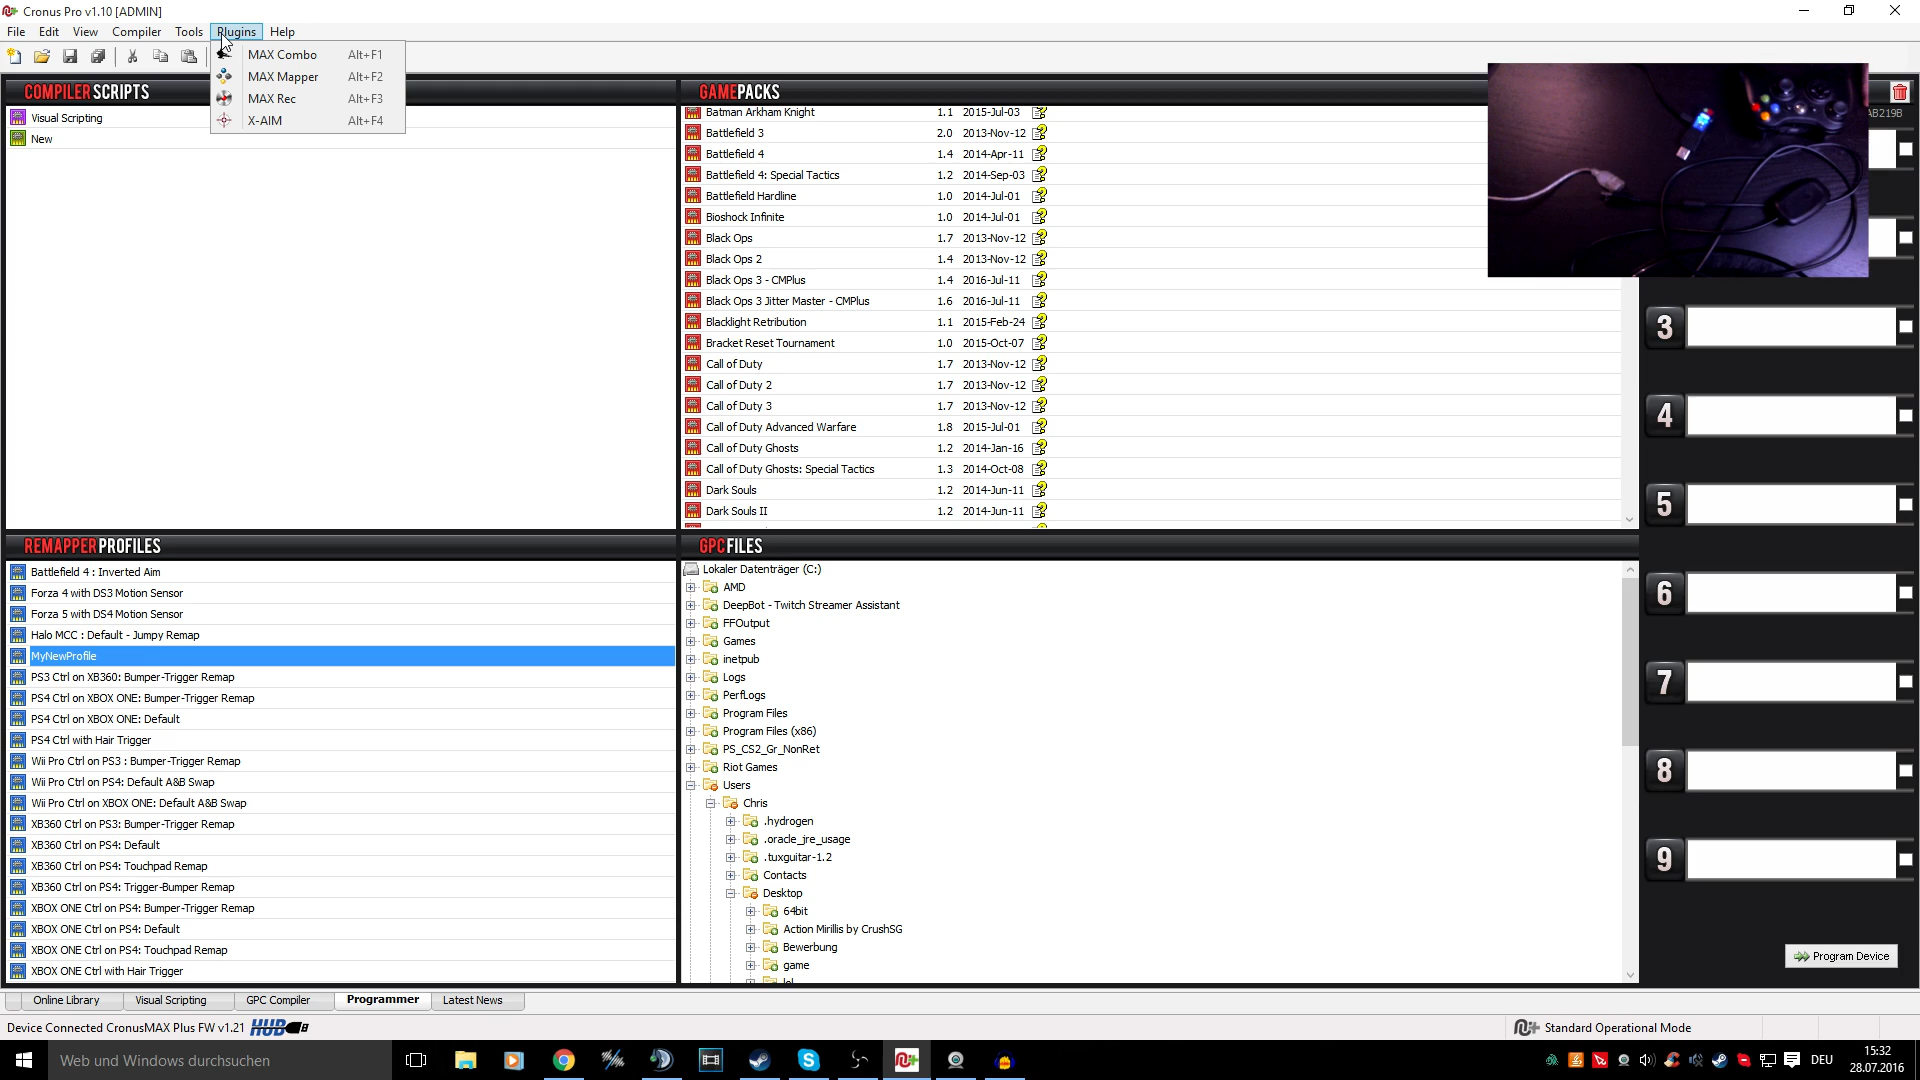 Cronus Pro v1.10 [ADMIN]
File Edit View Compiler Tools Plugins Help
MAX Combo Alt+F1
MAX Mapper Alt+F2
MAX Rec Alt+F3
X-AIM Alt+F4
COMPILER SCRIPTS
Visual Scripting
New
GAMEPACKS
Batman Arkham Knight 1.1 2015-Jul-03
Battlefield 3 2.0 2013-Nov-12
Battlefield 4 1.4 2014-Apr-11
Battlefield 4: Special Tactics 1.2 2014-Sep-03
Battlefield Hardline 1.0 2014-Jul-01
Bioshock Infinite 1.0 2014-Jul-01
Black Ops 1.7 2013-Nov-12
Black Ops 2 1.4 2013-Nov-12
Black Ops 3 - CMPlus 1.4 2016-Jul-11
Black Ops 3 Jitter Master - CMPlus 1.6 2016-Jul-11
Blacklight Retribution 1.1 2015-Feb-24
Bracket Reset Tournament 1.0 2015-Oct-07
Call of Duty 1.7 2013-Nov-12
Call of Duty 2 1.7 2013-Nov-12
Call of Duty 3 1.7 2013-Nov-12
Call of Duty Advanced Warfare 1.8 2015-Jul-01
Call of Duty Ghosts 1.2 2014-Jan-16
Call of Duty Ghosts: Special Tactics 1.3 2014-Oct-08
Dark Souls 1.2 2014-Jun-11
Dark Souls II 1.2 2014-Jun-11
AB219B
3
4
5
6
7
8
9
Program Device
REMAPPER PROFILES
Battlefield 4 : Inverted Aim
Forza 4 with DS3 Motion Sensor
Forza 5 with DS4 Motion Sensor
Halo MCC : Default - Jumpy Remap
MyNewProfile
PS3 Ctrl on XB360: Bumper-Trigger Remap
PS4 Ctrl on XBOX ONE: Bumper-Trigger Remap
PS4 Ctrl on XBOX ONE: Default
PS4 Ctrl with Hair Trigger
Wii Pro Ctrl on PS3 : Bumper-Trigger Remap
Wii Pro Ctrl on PS4: Default A&B Swap
Wii Pro Ctrl on XBOX ONE: Default A&B Swap
XB360 Ctrl on PS3: Bumper-Trigger Remap
XB360 Ctrl on PS4: Default
XB360 Ctrl on PS4: Touchpad Remap
XB360 Ctrl on PS4: Trigger-Bumper Remap
XBOX ONE Ctrl on PS4: Bumper-Trigger Remap
XBOX ONE Ctrl on PS4: Default
XBOX ONE Ctrl on PS4: Touchpad Remap
XBOX ONE Ctrl with Hair Trigger
GPC FILES
Lokaler Datenträger (C:)
AMD
DeepBot - Twitch Streamer Assistant
FFOutput
Games
inetpub
Logs
PerfLogs
Program Files
Program Files (x86)
PS_CS2_Gr_NonRet
Riot Games
Users
Chris
.hydrogen
.oracle_jre_usage
.tuxguitar-1.2
Contacts
Desktop
64bit
Action Mirillis by CrushSG
Bewerbung
game
lol
Online Library Visual Scripting GPC Compiler Programmer Latest News
Device Connected CronusMAX Plus FW v1.21 HUB
Standard Operational Mode
Web und Windows durchsuchen
DEU
15:32
28.07.2016